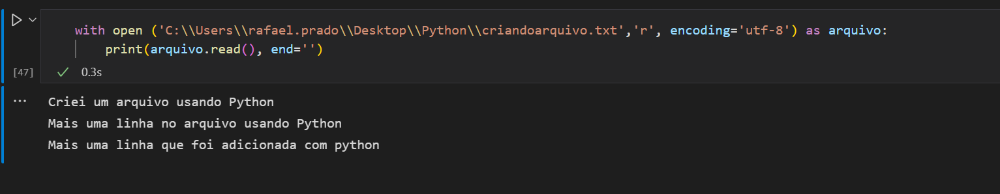 with open ('C:\\Users\\rafael.prado\\Desktop\\Python\\criandoarquivo.txt','r', encoding='utf-8') as arquivo:
    print(arquivo.read(), end='')
[47] 0.3s
Criei um arquivo usando Python
Mais uma linha no arquivo usando Python
Mais uma linha que foi adicionada com python